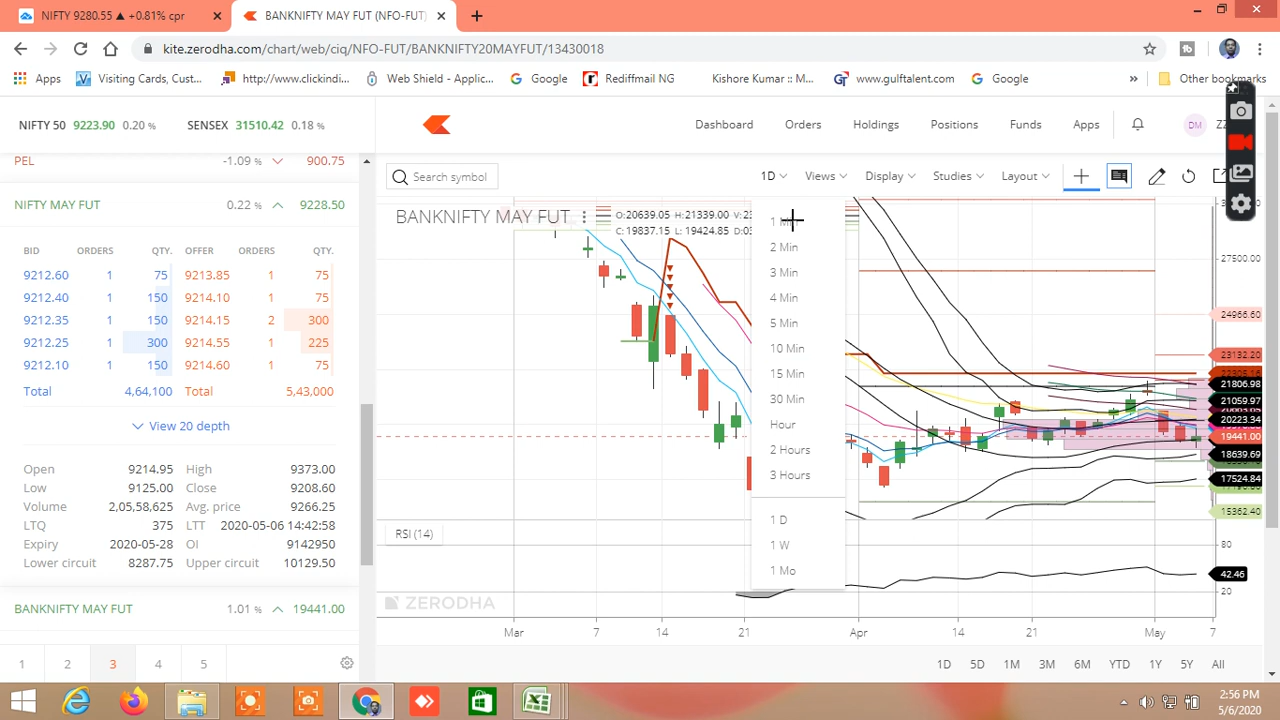 NIFTY 9280.55 ▲ +0.81% cpr
BANKNIFTY MAY FUT (NFO-FUT)
kite.zerodha.com/chart/web/ciq/NFO-FUT/BANKNIFTY20MAYFUT/13430018
Apps Visiting Cards, Cust... http://www.clickindi... Web Shield - Applic... Google Rediffmail NG Kishore Kumar :: M... www.gulftalent.com Google » Other bookmarks
NIFTY 50 9223.90 0.20 % SENSEX 31510.42 0.18 %
Dashboard Orders Holdings Positions Funds Apps DM ZZ
PEL -1.09 % 900.75
NIFTY MAY FUT 0.22 % 9228.50
BID ORDERS QTY. OFFER ORDERS QTY.
9212.60 1 75 9213.85 1 75
9212.40 1 150 9214.10 1 75
9212.35 1 150 9214.15 2 300
9212.25 1 300 9214.55 1 225
9212.10 1 150 9214.60 1 75
Total 4,64,100 Total 5,43,000
View 20 depth
Open 9214.95 High 9373.00
Low 9125.00 Close 9208.60
Volume 2,05,58,625 Avg. price 9266.25
LTQ 375 LTT 2020-05-06 14:42:58
Expiry 2020-05-28 OI 9142950
Lower circuit 8287.75 Upper circuit 10129.50
BANKNIFTY MAY FUT 1.01 % 19441.00
1 2 3 4 5
Search symbol 1D Views Display Studies Layout
BANKNIFTY MAY FUT
O:20639.05 H:21339.00
C:19837.15 L:19424.85
1 Min
2 Min
3 Min
4 Min
5 Min
10 Min
15 Min
30 Min
Hour
2 Hours
3 Hours
1 D
1 W
1 Mo
27500.00
24966.60
23132.20
21806.98
21059.97
20223.34
19441.00
18639.69
17524.84
15362.40
RSI (14)
80
42.46
20
ZERODHA
Mar 7 14 21 Apr 14 21 May 7
1D 5D 1M 3M 6M YTD 1Y 5Y All
2:56 PM
5/6/2020